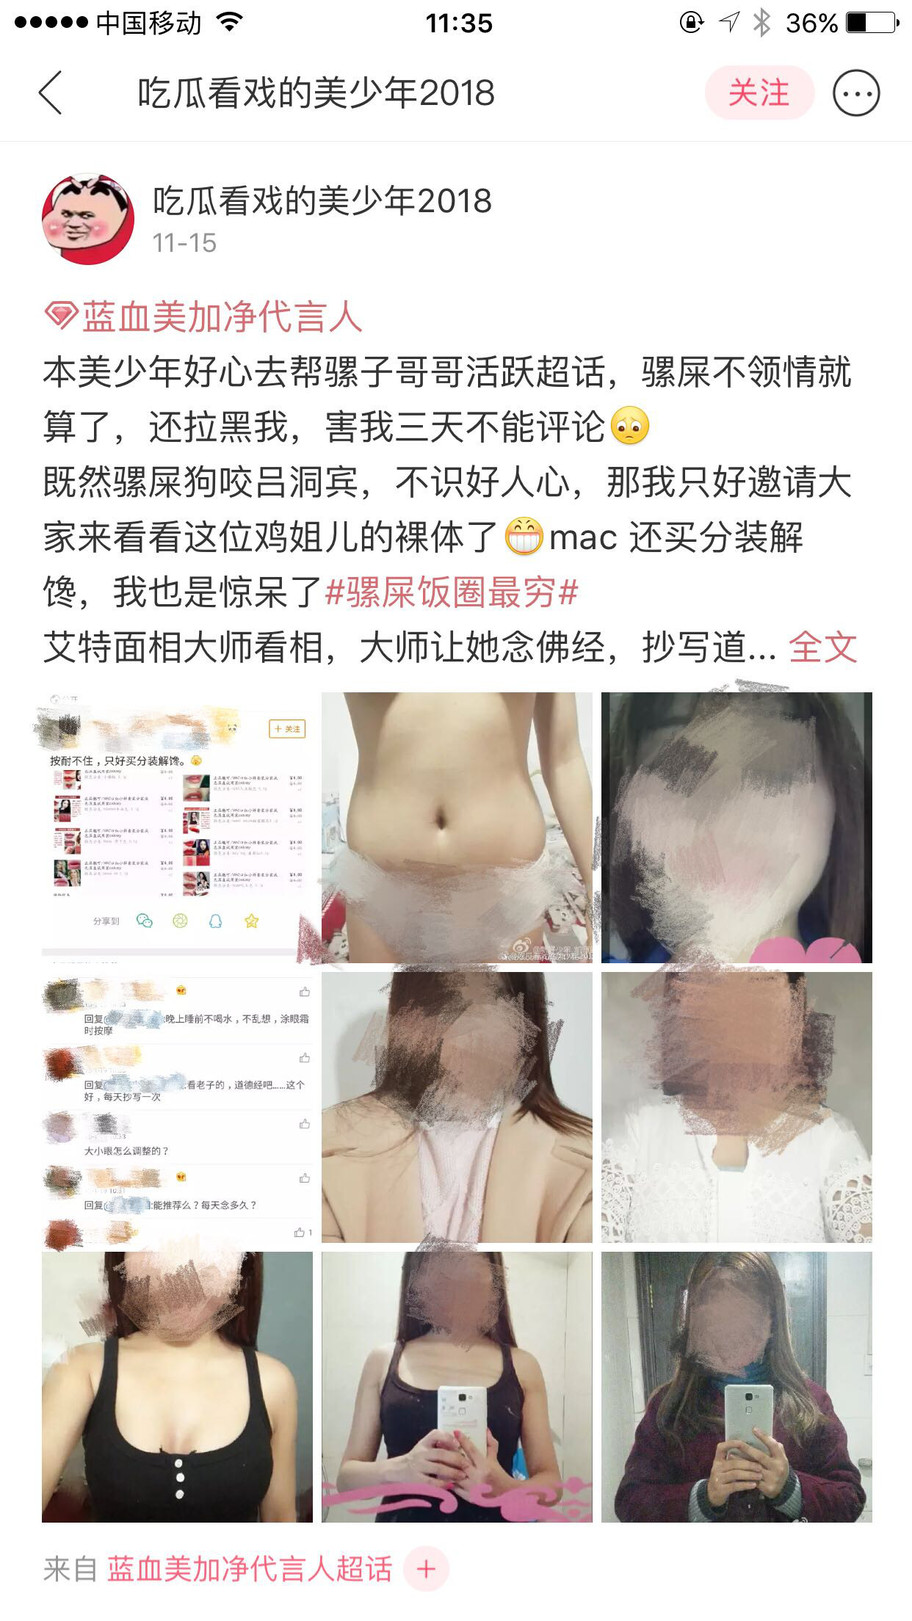 中国移动
11:35
36%
吃瓜看戏的美少年2018
关注
吃瓜看戏的美少年2018
11-15
蓝血美加净代言人
本美少年好心去帮骡子哥哥活跃超话，骡屎不领情就
算了，还拉黑我，害我三天不能评论
既然骡屎狗咬吕洞宾，不识好人心，那我只好邀请大
家来看看这位鸡姐儿的裸体了 mac 还买分装解
馋，我也是惊呆了#骡屎饭圈最穷#
艾特面相大师看相，大师让她念佛经，抄写道... 全文
+关注
按耐不住，只好买分装解馋。
分享到
回复@ :晚上睡前不喝水，不乱想，涂眼霜
时按摩
回复 :看老子的，道德经吧……这个
好，每天抄写一次
大小眼怎么调整的？
回复@ 能推荐么？每天念多久？
1
来自 蓝血美加净代言人超话